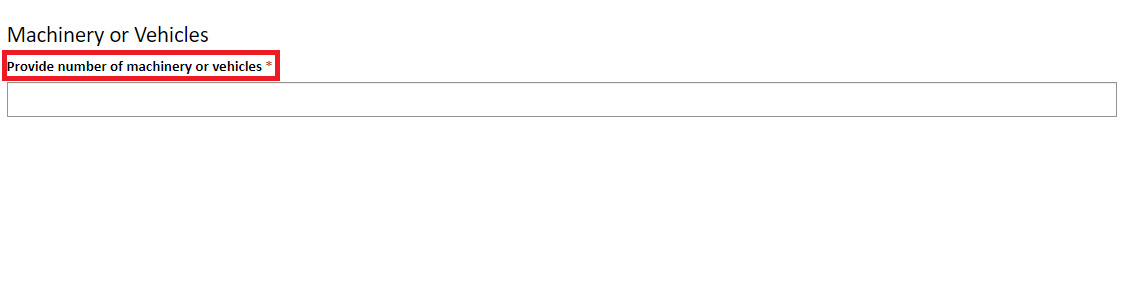 Machinery or Vehicles
Provide number of machinery or vehicles *